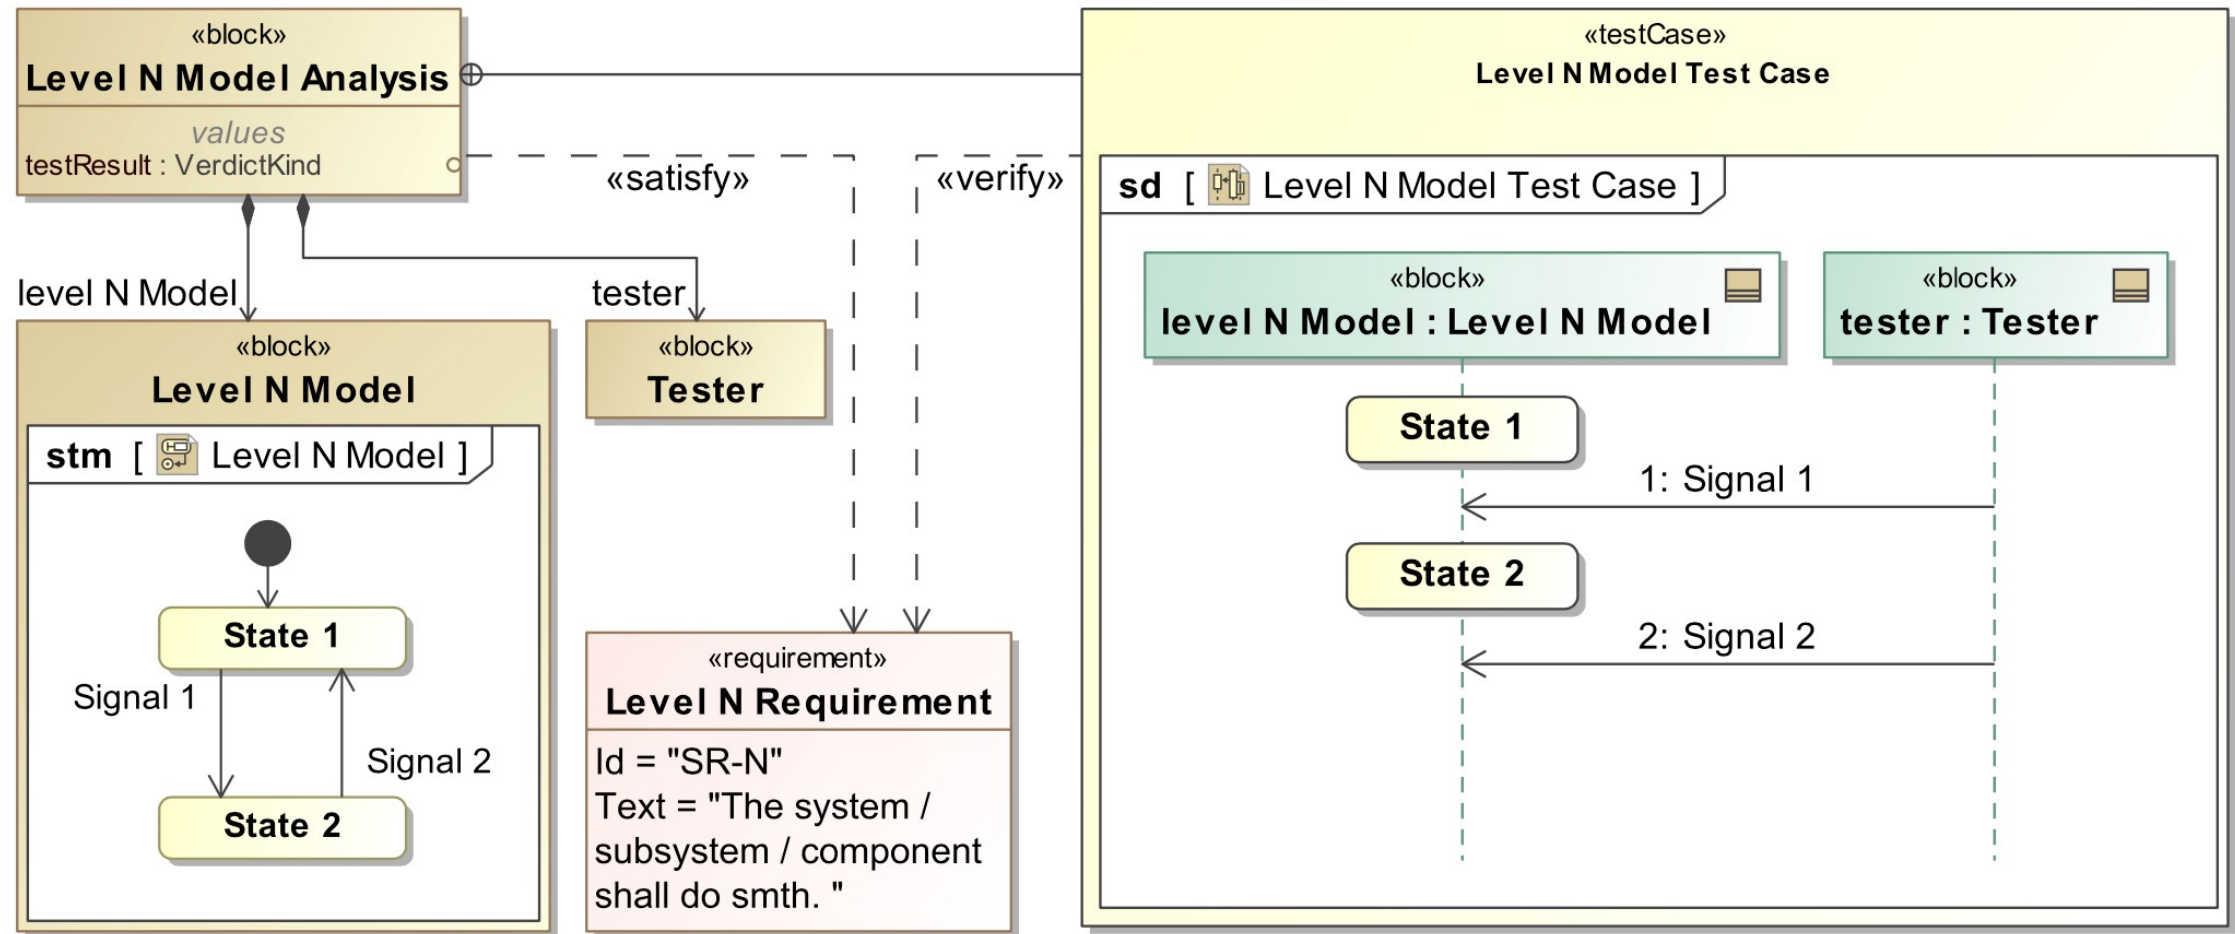 «block»
Level N Model Analysis
values
testResult : VerdictKind
«satisfy»
«verify»
level N Model
tester
«block»
Level N Model
stm [ Level N Model ]
State 1
Signal 1
Signal 2
State 2
«block»
Tester
«requirement»
Level N Requirement
Id = "SR-N"
Text = "The system /
subsystem / component
shall do smth. "
«testCase»
Level N Model Test Case
sd [ Level N Model Test Case ]
«block»
level N Model : Level N Model
«block»
tester : Tester
State 1
1: Signal 1
State 2
2: Signal 2